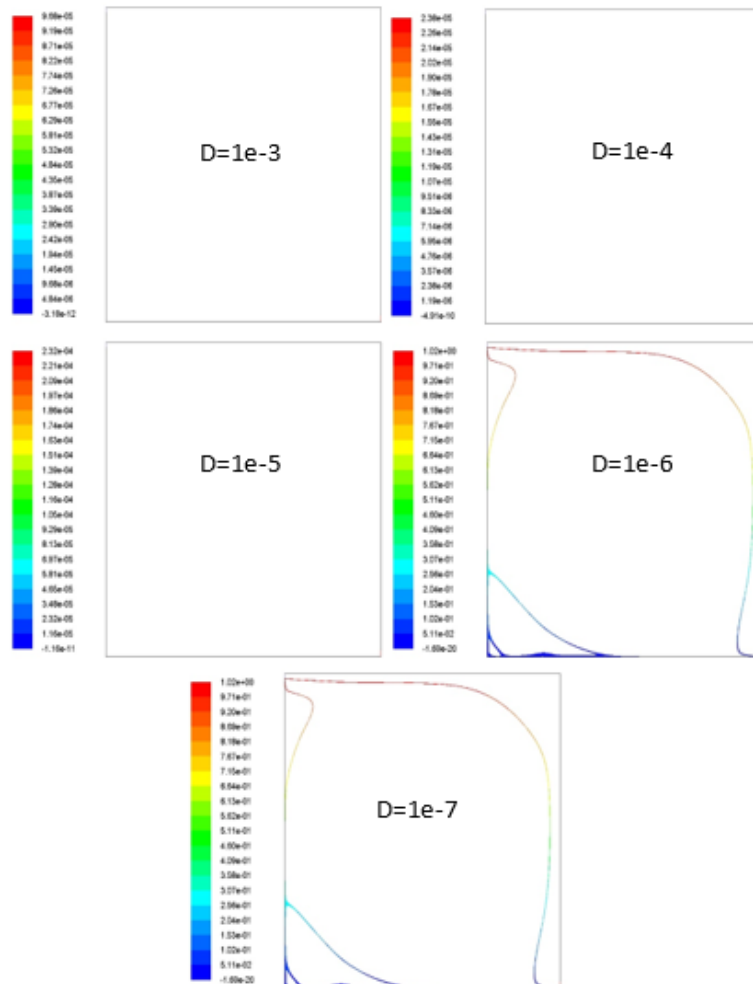 9.68e-05
9.19e-05
8.71e-05
8.22e-05
7.74e-05
7.26e-05
6.77e-05
6.29e-05
5.81e-05
5.32e-05
4.84e-05
4.35e-05
3.87e-05
3.39e-05
2.90e-05
2.42e-05
1.94e-05
1.45e-05
9.68e-06
4.84e-06
-3.18e-12
D=1e-3
2.38e-05
2.26e-05
2.14e-05
2.02e-05
1.90e-05
1.78e-05
1.67e-05
1.55e-05
1.43e-05
1.31e-05
1.19e-05
1.07e-05
9.51e-06
8.33e-06
7.14e-06
5.95e-06
4.76e-06
3.57e-06
2.38e-06
1.19e-06
-4.91e-10
D=1e-4
2.32e-04
2.21e-04
2.09e-04
1.97e-04
1.86e-04
1.74e-04
1.63e-04
1.51e-04
1.39e-04
1.28e-04
1.16e-04
1.05e-04
9.29e-05
8.13e-05
6.97e-05
5.81e-05
4.65e-05
3.48e-05
2.32e-05
1.16e-05
-1.16e-11
D=1e-5
1.02e+00
9.71e-01
9.20e-01
8.69e-01
8.18e-01
7.67e-01
7.15e-01
6.64e-01
6.13e-01
5.62e-01
5.11e-01
4.60e-01
4.09e-01
3.58e-01
3.07e-01
2.56e-01
2.04e-01
1.53e-01
1.02e-01
5.11e-02
-1.69e-20
D=1e-6
1.02e+00
9.71e-01
9.20e-01
8.69e-01
8.18e-01
7.67e-01
7.15e-01
6.64e-01
6.13e-01
5.62e-01
5.11e-01
4.60e-01
4.09e-01
3.58e-01
3.07e-01
2.56e-01
2.04e-01
1.53e-01
1.02e-01
5.11e-02
-1.69e-20
D=1e-7